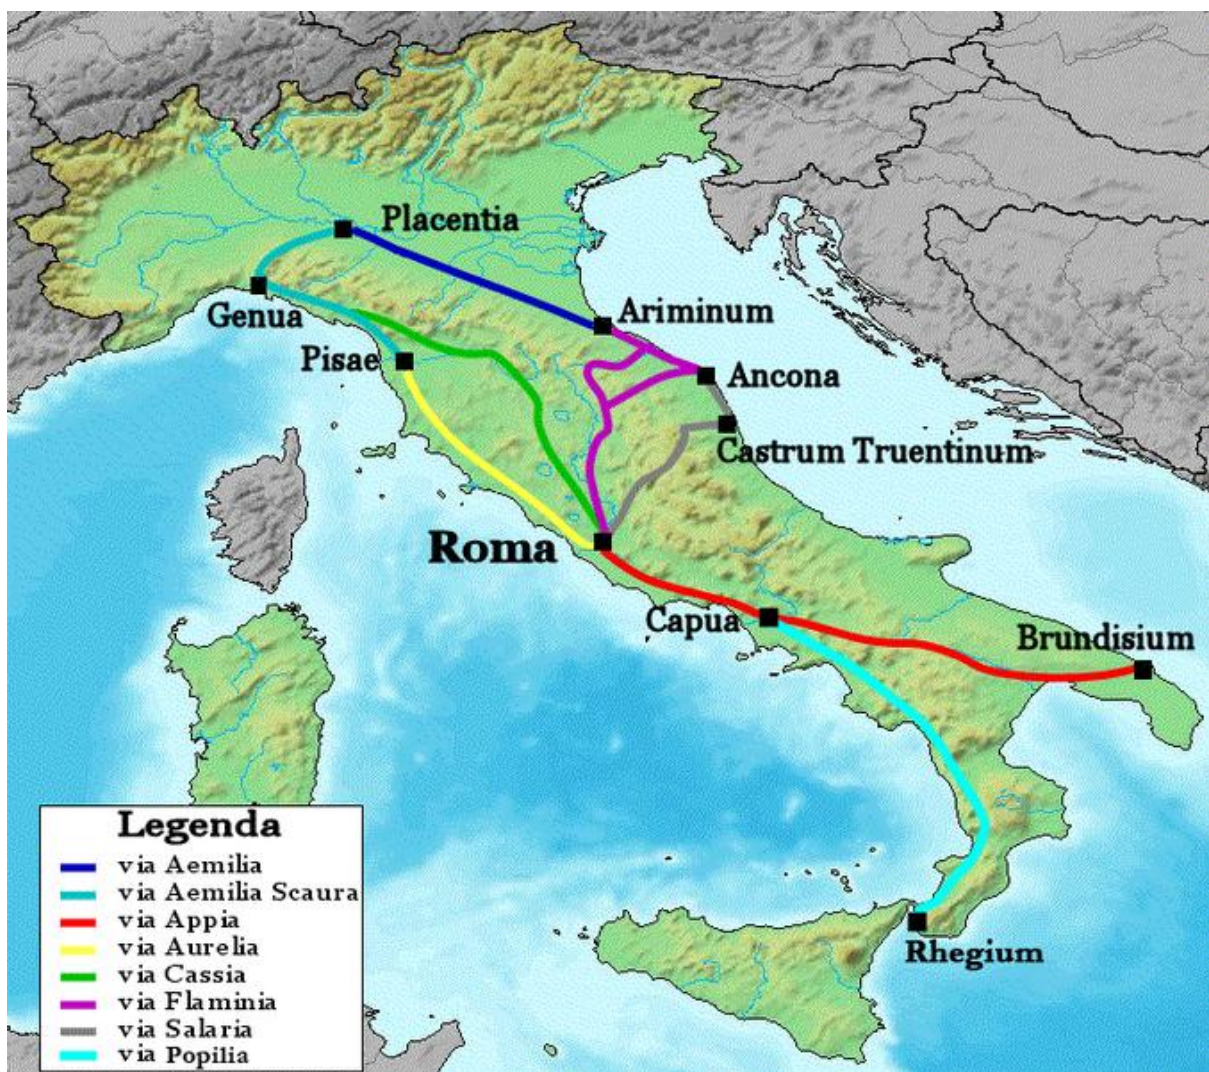 Placentia
Genua
Ariminum
Pisae
Ancona
Castrum Truentinum
Roma
Capua
Brundisium
Rhegium
Legenda
via Aemilia
via Aemilia Scaura
via Appia
via Aurelia
via Cassia
via Flaminia
via Salaria
via Popilia